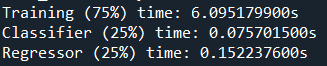 Training (75%) time: 6.095179900s
Classifier (25%) time: 0.075701500s
Regressor (25%) time: 0.152237600s